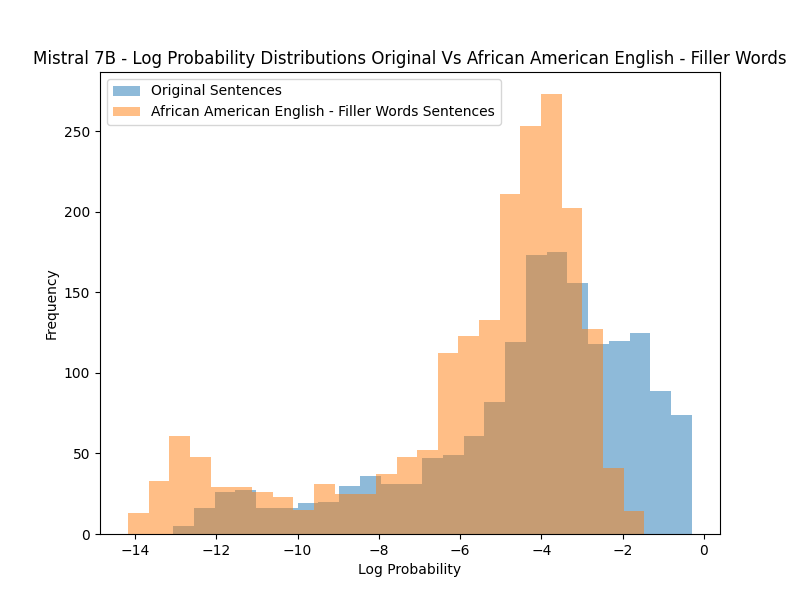 Mistral 7B - Log Probability Distributions Original Vs African American English - Filler Words
Original Sentences
African American English - Filler Words Sentences
250
200
150
100
50
0
Frequency
−14
−12
−10
−8
−6
−4
−2
0
Log Probability